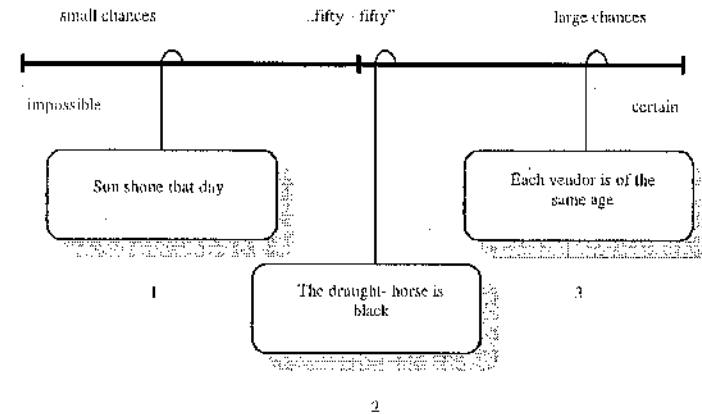 small chances
„fifty - fifty”
large chances
impossible
certain
Sun shone that day
Each vendor is of the
same age
1
The draught- horse is
black
3
2